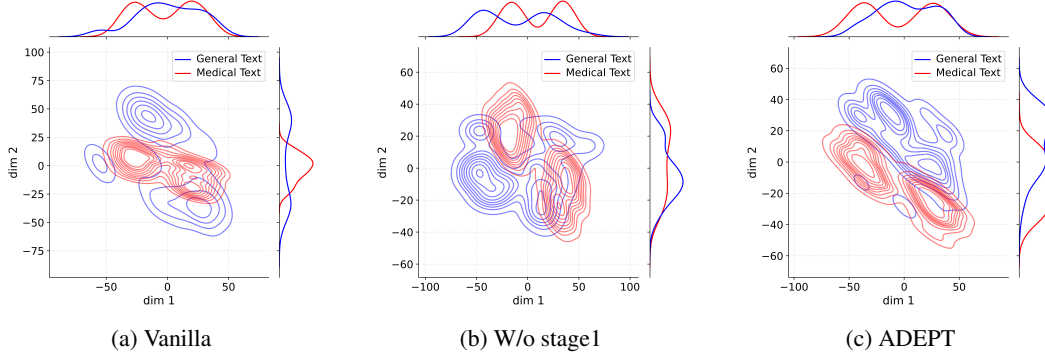 General Text
Medical Text
100
75
50
25
0
−25
−50
−75
dim 2
−50
0
50
dim 1
(a) Vanilla
General Text
Medical Text
60
40
20
0
−20
−40
−60
dim 2
−100
−50
0
50
100
dim 1
(b) W/o stage1
General Text
Medical Text
60
40
20
0
−20
−40
−60
dim 2
−100
−50
0
50
dim 1
(c) ADEPT